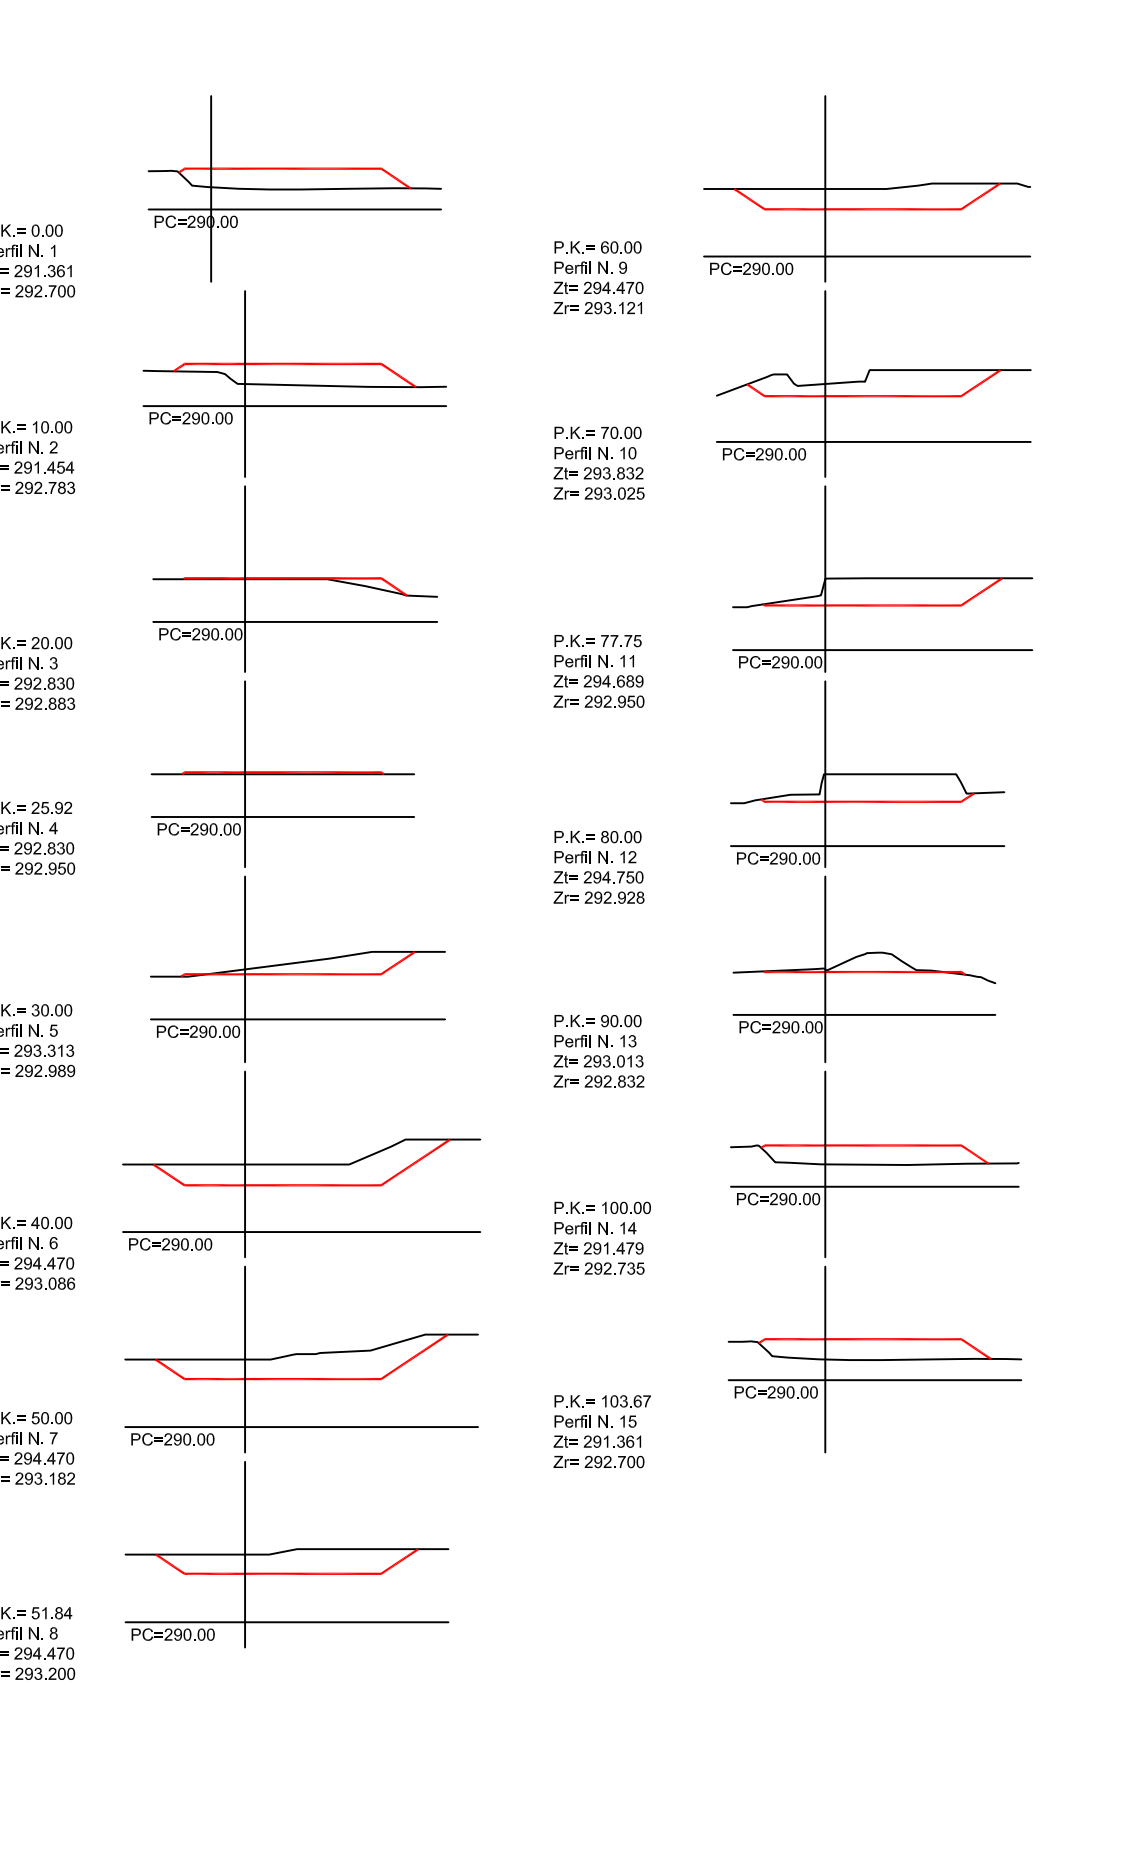 PC=290.00
K.= 0.00
erfil N. 1
= 291.361
= 292.700
PC=290.00
K.= 10.00
erfil N. 2
= 291.454
= 292.783
PC=290.00
K.= 20.00
erfil N. 3
= 292.830
= 292.883
PC=290.00
K.= 25.92
erfil N. 4
= 292.830
= 292.950
PC=290.00
K.= 30.00
erfil N. 5
= 293.313
= 292.989
PC=290.00
K.= 40.00
erfil N. 6
= 294.470
= 293.086
PC=290.00
K.= 50.00
erfil N. 7
= 294.470
= 293.182
PC=290.00
K.= 51.84
erfil N. 8
= 294.470
= 293.200
PC=290.00
P.K.= 60.00
Perfil N. 9
Zt= 294.470
Zr= 293.121
PC=290.00
P.K.= 70.00
Perfil N. 10
Zt= 293.832
Zr= 293.025
PC=290.00
P.K.= 77.75
Perfil N. 11
Zt= 294.689
Zr= 292.950
PC=290.00
P.K.= 80.00
Perfil N. 12
Zt= 294.750
Zr= 292.928
PC=290.00
P.K.= 90.00
Perfil N. 13
Zt= 293.013
Zr= 292.832
PC=290.00
P.K.= 100.00
Perfil N. 14
Zt= 291.479
Zr= 292.735
PC=290.00
P.K.= 103.67
Perfil N. 15
Zt= 291.361
Zr= 292.700